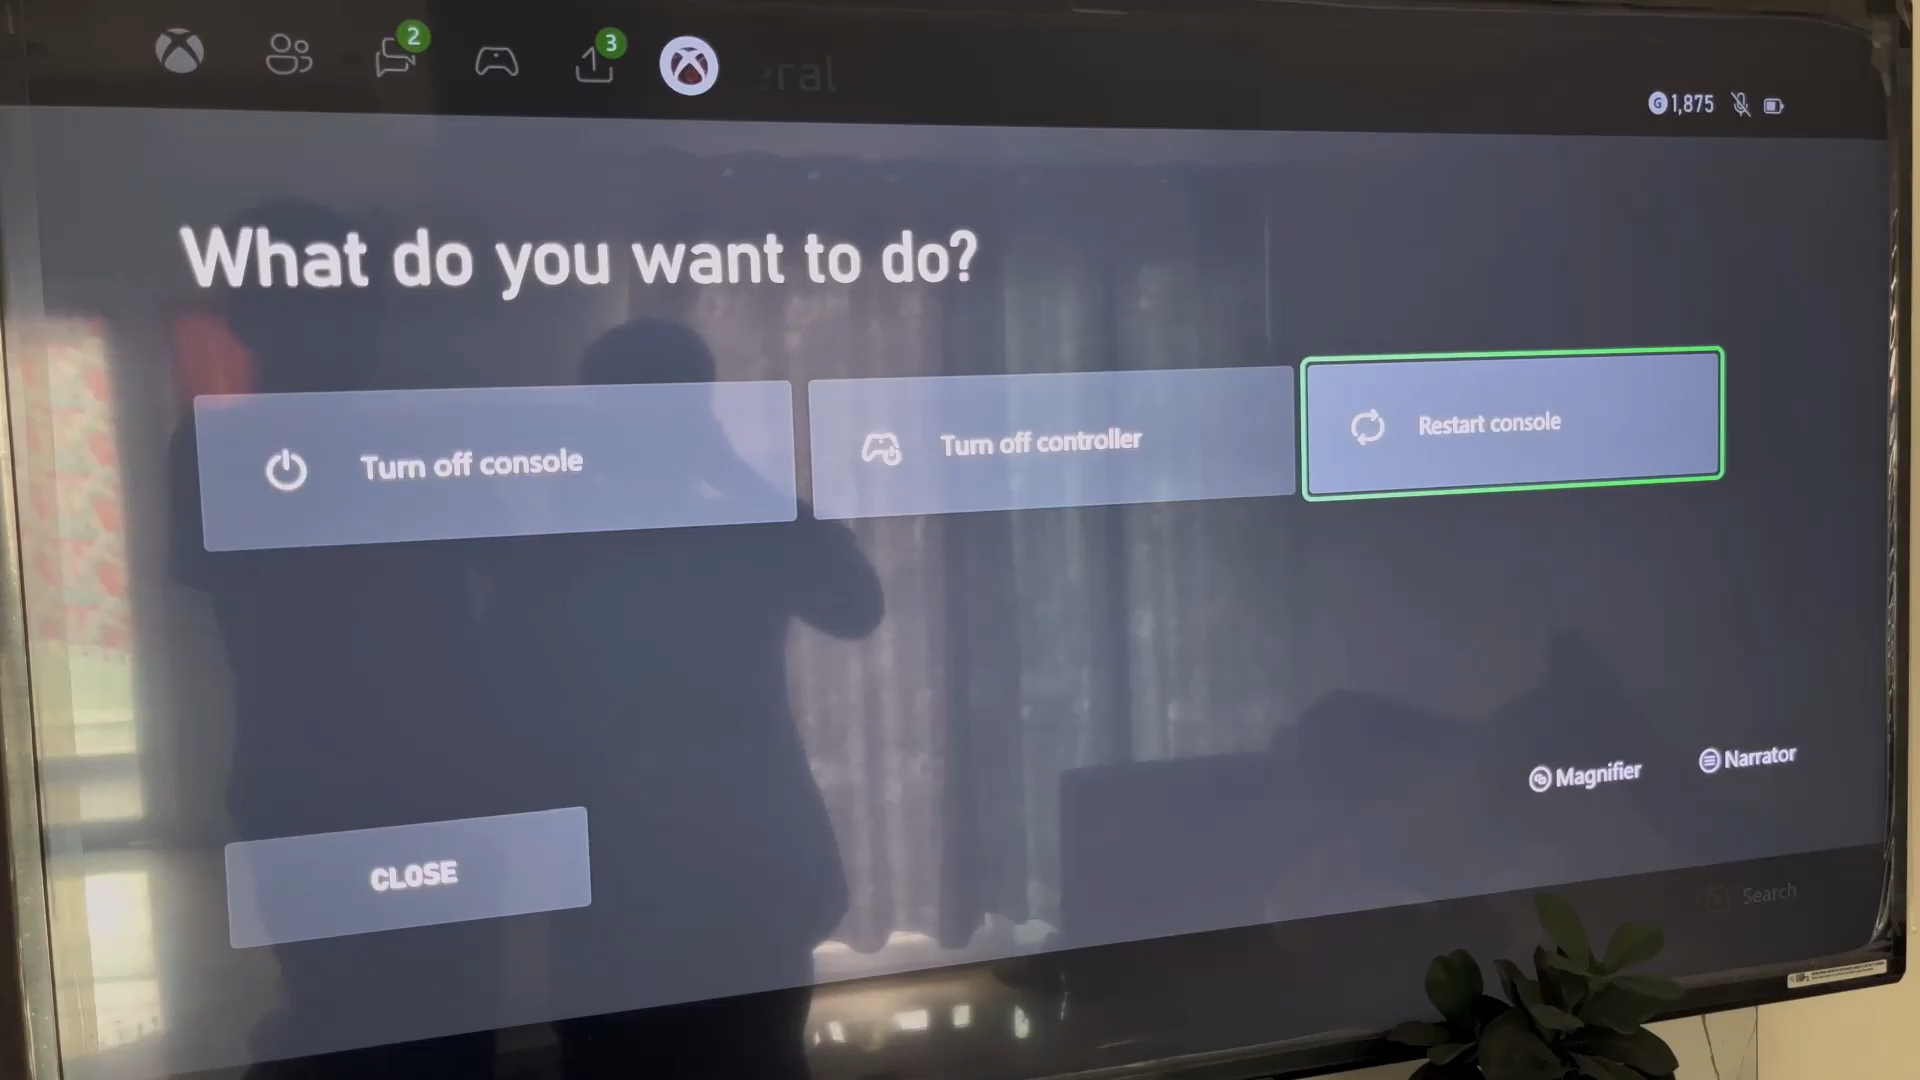 2
3
eral
G 1,875
What do you want to do?
Turn off console
Turn off controller
Restart console
Magnifier
Narrator
CLOSE
Search